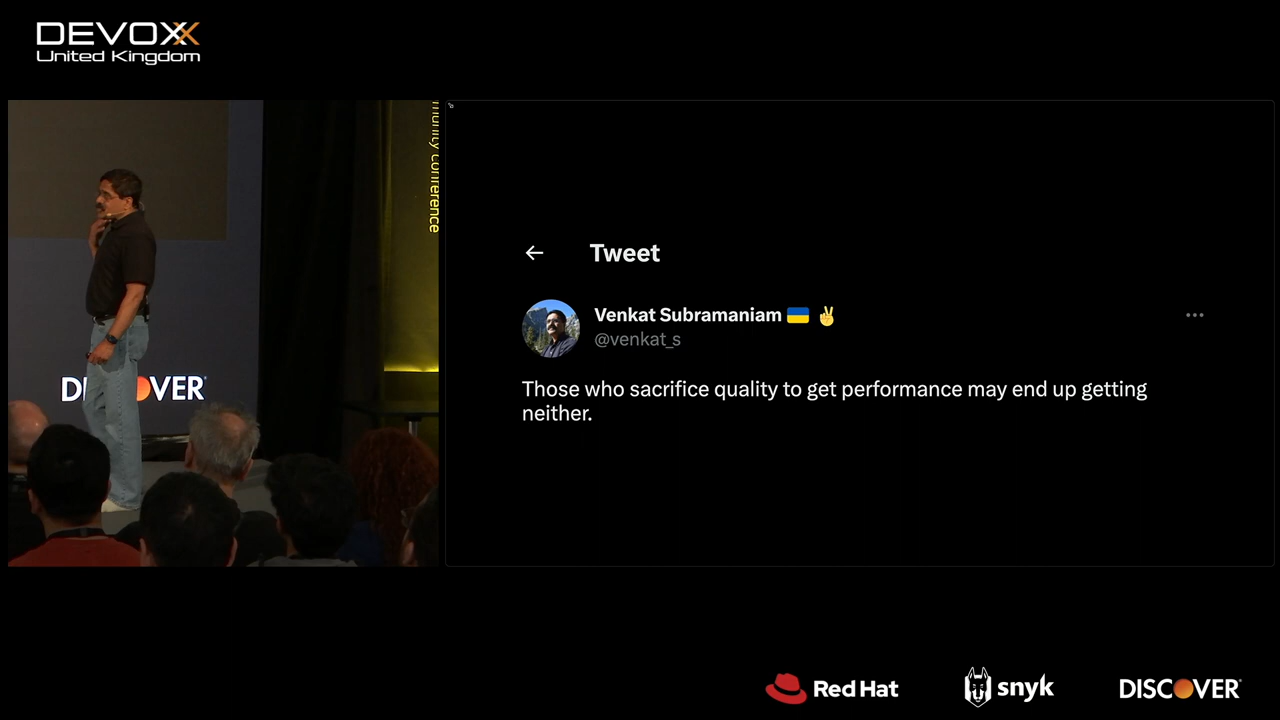 DEVOXX
United Kingdom
Conference
DISCOVER
Tweet
Venkat Subramaniam 🇺🇦 ✌
@venkat_s
Those who sacrifice quality to get performance may end up getting
neither.
Red Hat
snyk
DISCOVER